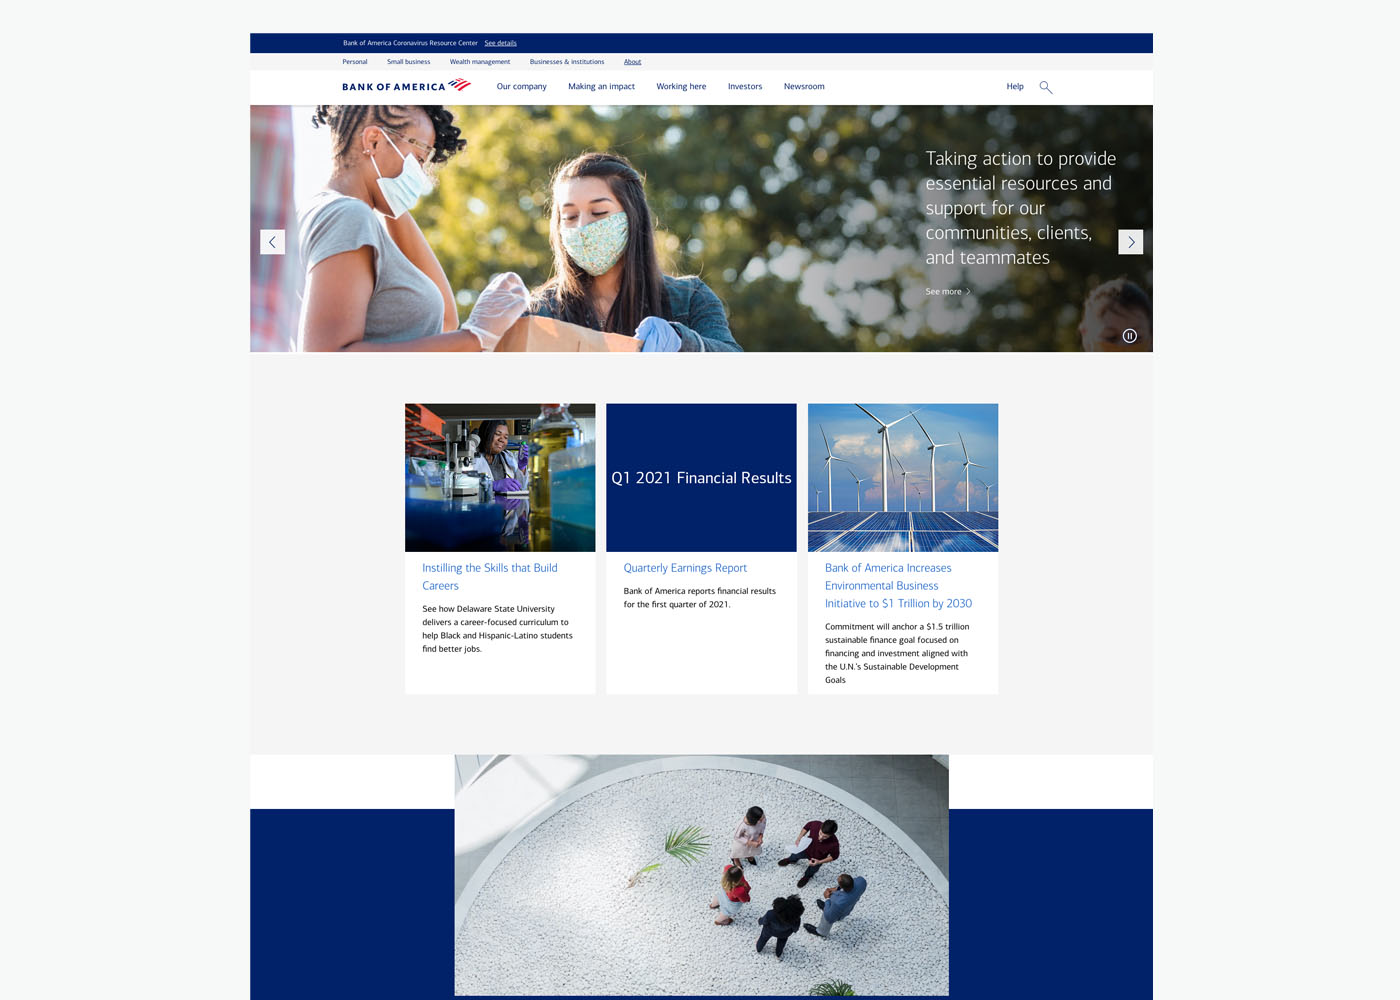 Bank of America Coronavirus Resource Center See details
Personal Small business Wealth management Businesses & institutions About
BANK OF AMERICA Our company Making an impact Working here Investors Newsroom Help
Taking action to provide
essential resources and
support for our
communities, clients,
and teammates
See more
Q1 2021 Financial Results
Instilling the Skills that Build
Careers
See how Delaware State University
delivers a career-focused curriculum to
help Black and Hispanic-Latino students
find better jobs.
Quarterly Earnings Report
Bank of America reports financial results
for the first quarter of 2021.
Bank of America Increases
Environmental Business
Initiative to $1 Trillion by 2030
Commitment will anchor a $1.5 trillion
sustainable finance goal focused on
financing and investment aligned with
the U.N.'s Sustainable Development
Goals